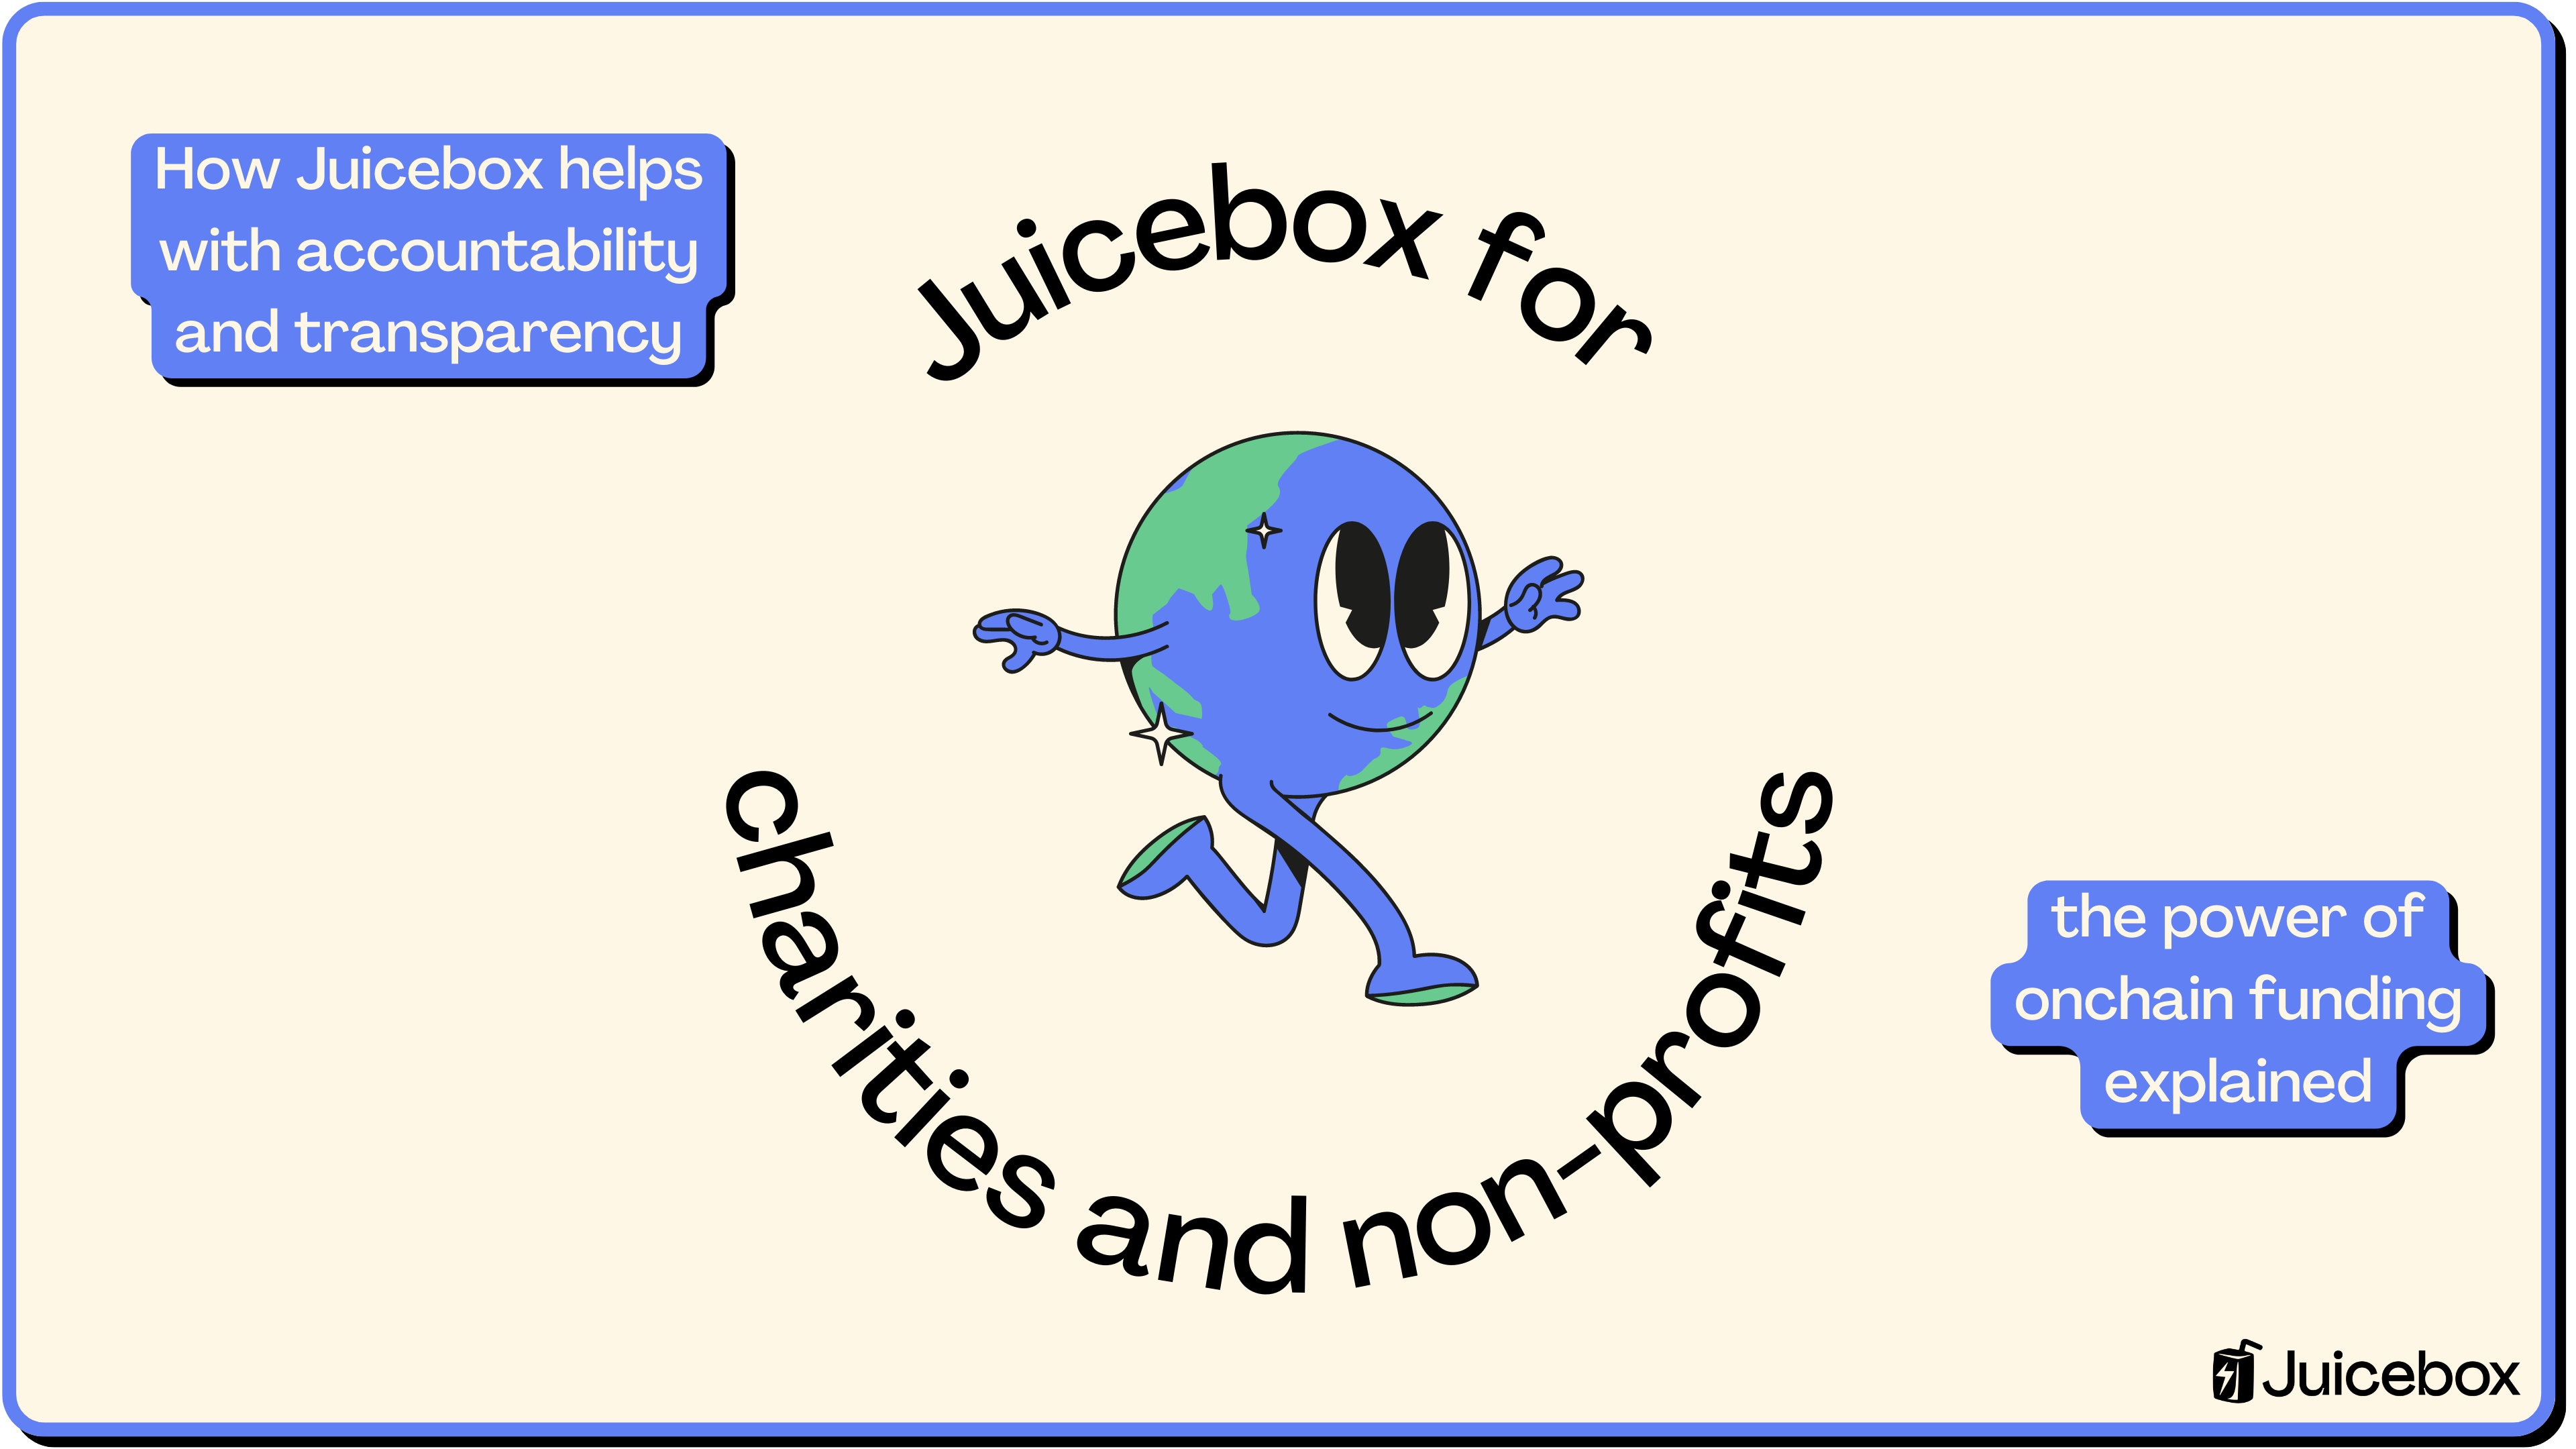 How Juicebox helps
with accountability
and transparency
Juicebox for
charities and non-profits
the power of
onchain funding
explained
Juicebox